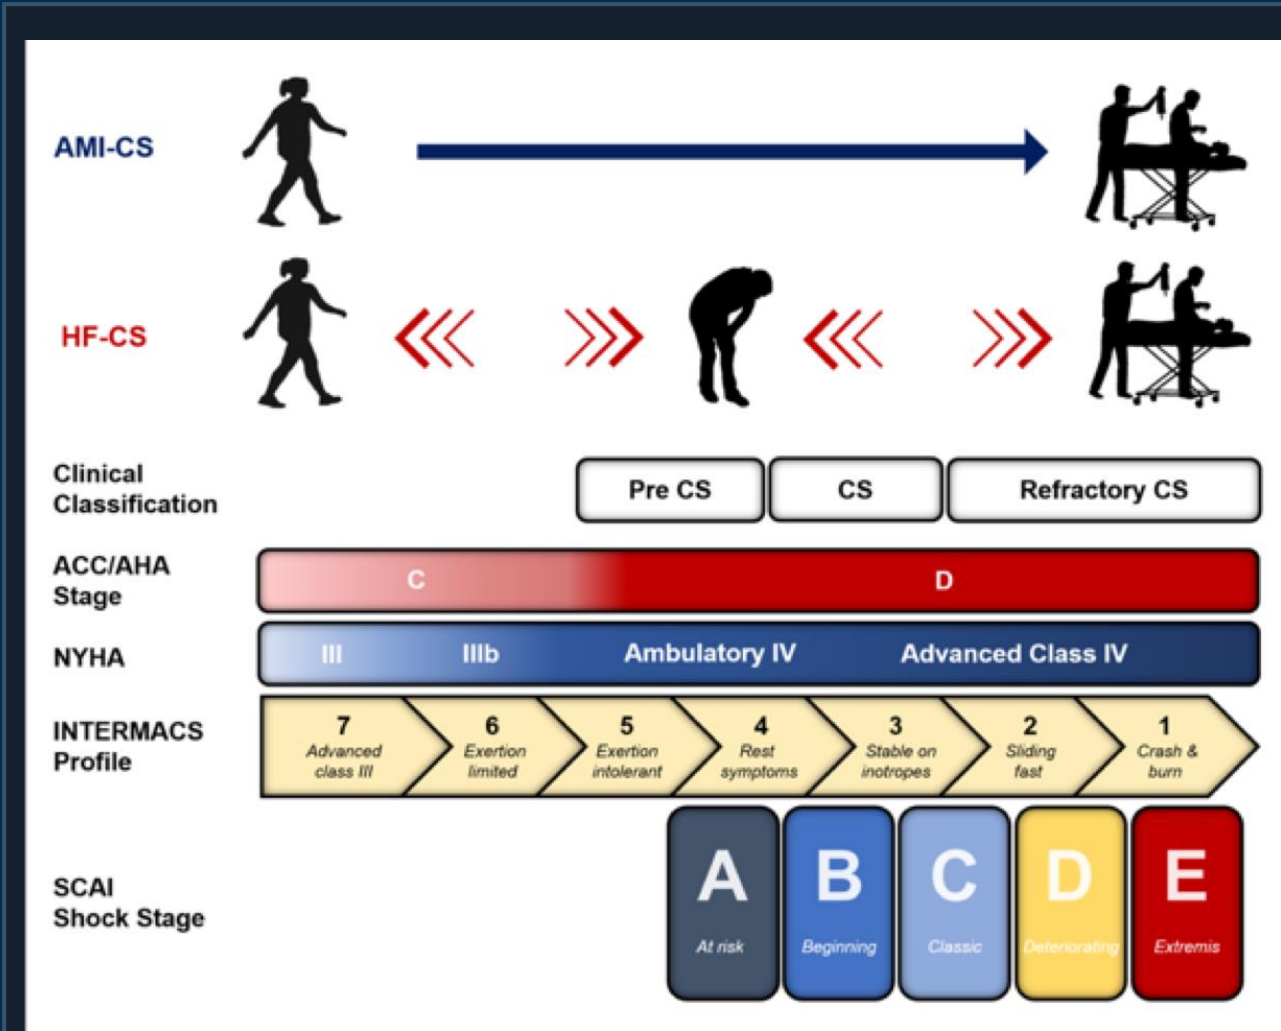 AMI-CS
HF-CS
Clinical
Classification
Pre CS
CS
Refractory CS
ACC/AHA
Stage
C
D
NYHA
III
IIIb
Ambulatory IV
Advanced Class IV
INTERMACS
Profile
7
Advanced
class III
6
Exertion
limited
5
Exertion
intolerant
4
Rest
symptoms
3
Stable on
inotropes
2
Sliding
fast
1
Crash &
burn
SCAI
Shock Stage
A
At risk
B
Beginning
C
Classic
D
Deteriorating
E
Extremis